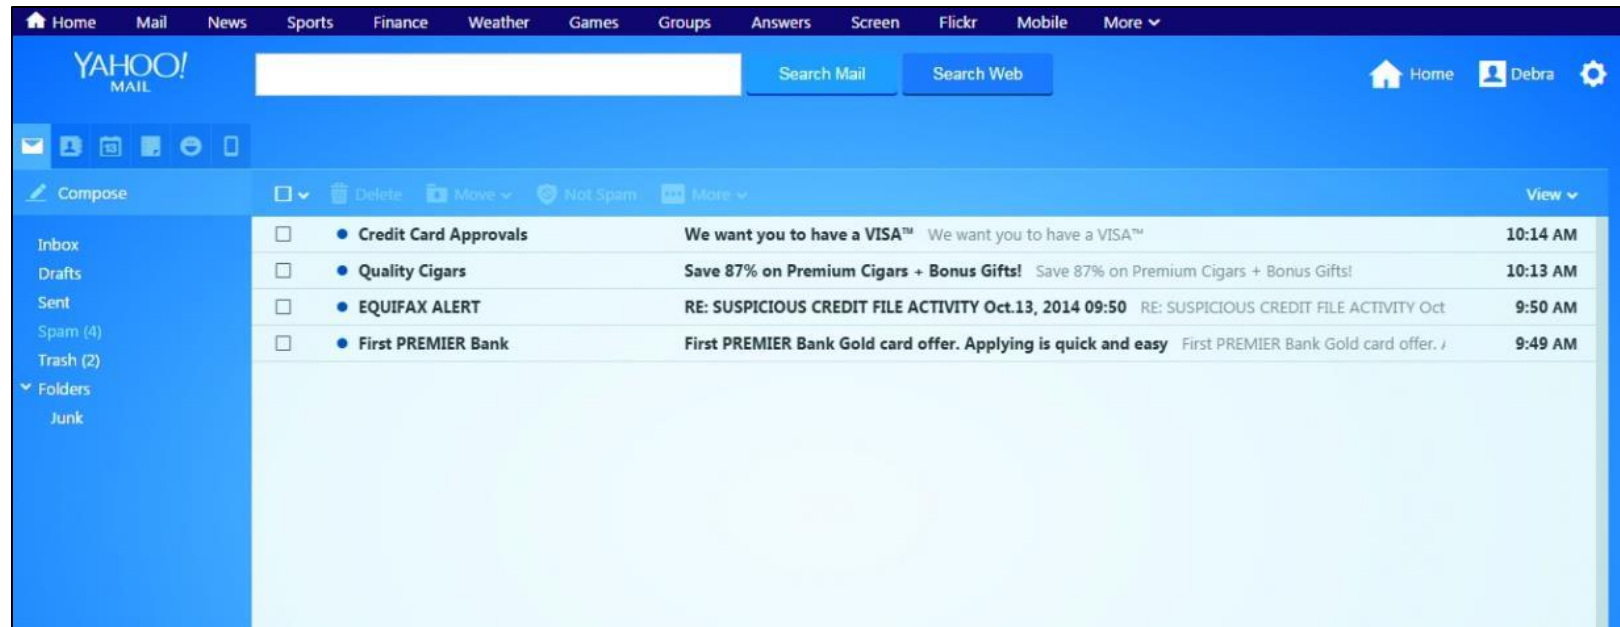 Home Mail News Sports Finance Weather Games Groups Answers Screen Flickr Mobile More
YAHOO!
MAIL
Search Mail Search Web Home Debra
13
Compose Delete Move Not Spam More View
Inbox
Drafts
Sent
Spam (4)
Trash (2)
Folders
Junk
Credit Card Approvals We want you to have a VISA™ We want you to have a VISA™ 10:14 AM
Quality Cigars Save 87% on Premium Cigars + Bonus Gifts! Save 87% on Premium Cigars + Bonus Gifts! 10:13 AM
EQUIFAX ALERT RE: SUSPICIOUS CREDIT FILE ACTIVITY Oct.13, 2014 09:50 RE: SUSPICIOUS CREDIT FILE ACTIVITY Oct 9:50 AM
First PREMIER Bank First PREMIER Bank Gold card offer. Applying is quick and easy First PREMIER Bank Gold card offer. 9:49 AM